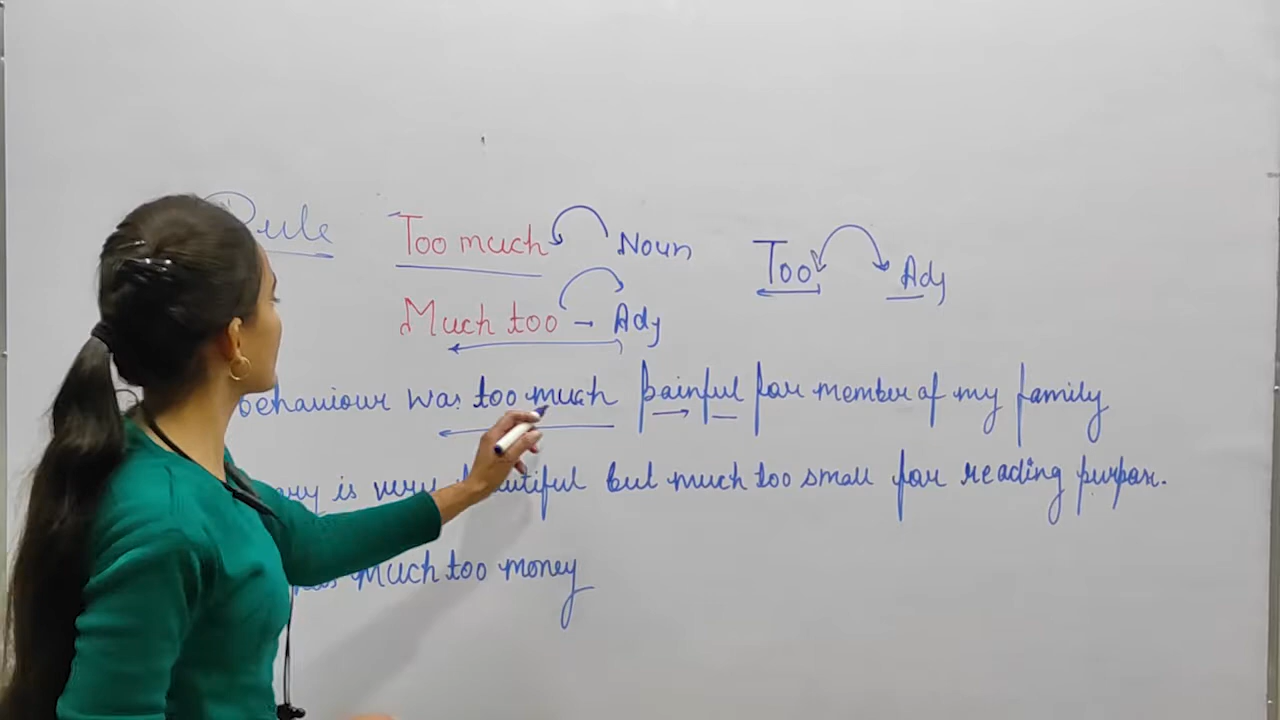 Rule Too much Noun Too Adj
Much too - Adj
behaviour was too much painful for member of my family
is very beautiful but much too small for reading purpose.
has Much too money